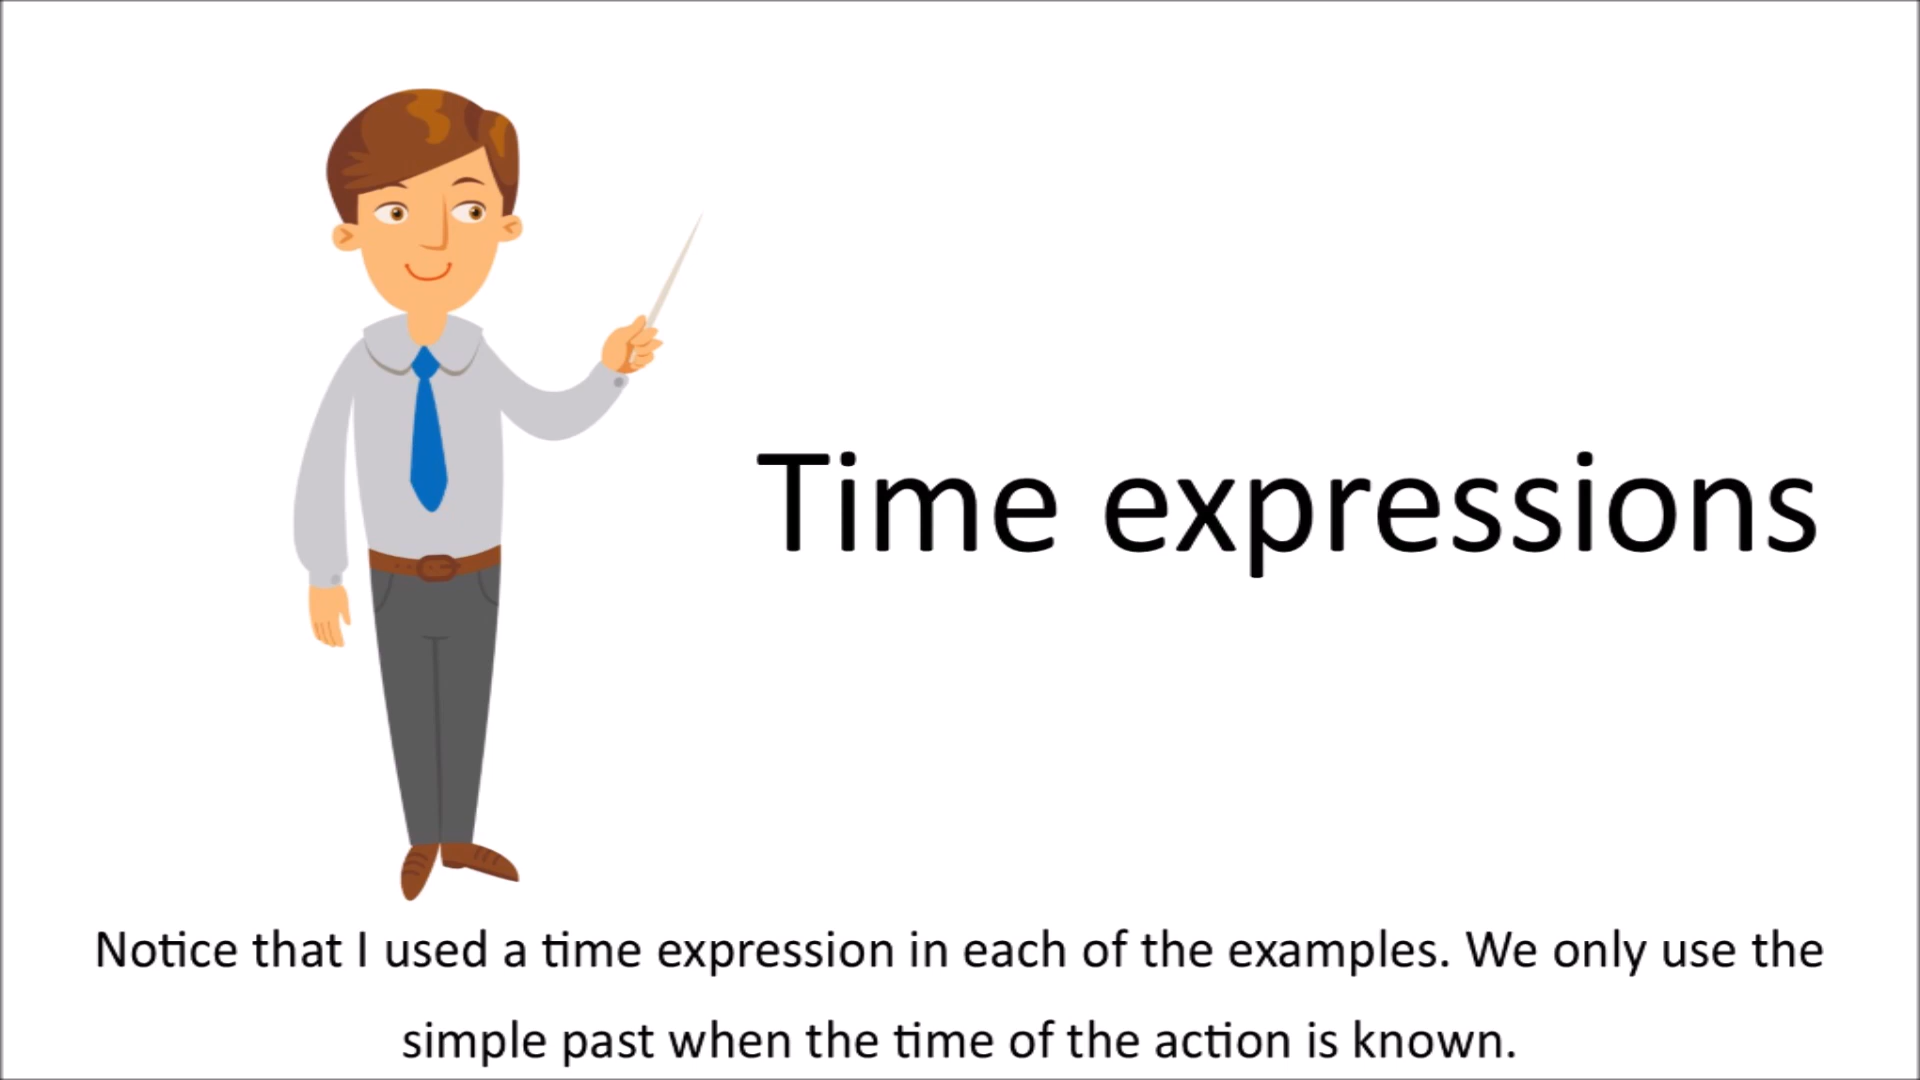 Time expressions
Notice that I used a time expression in each of the examples. We only use the
simple past when the time of the action is known.